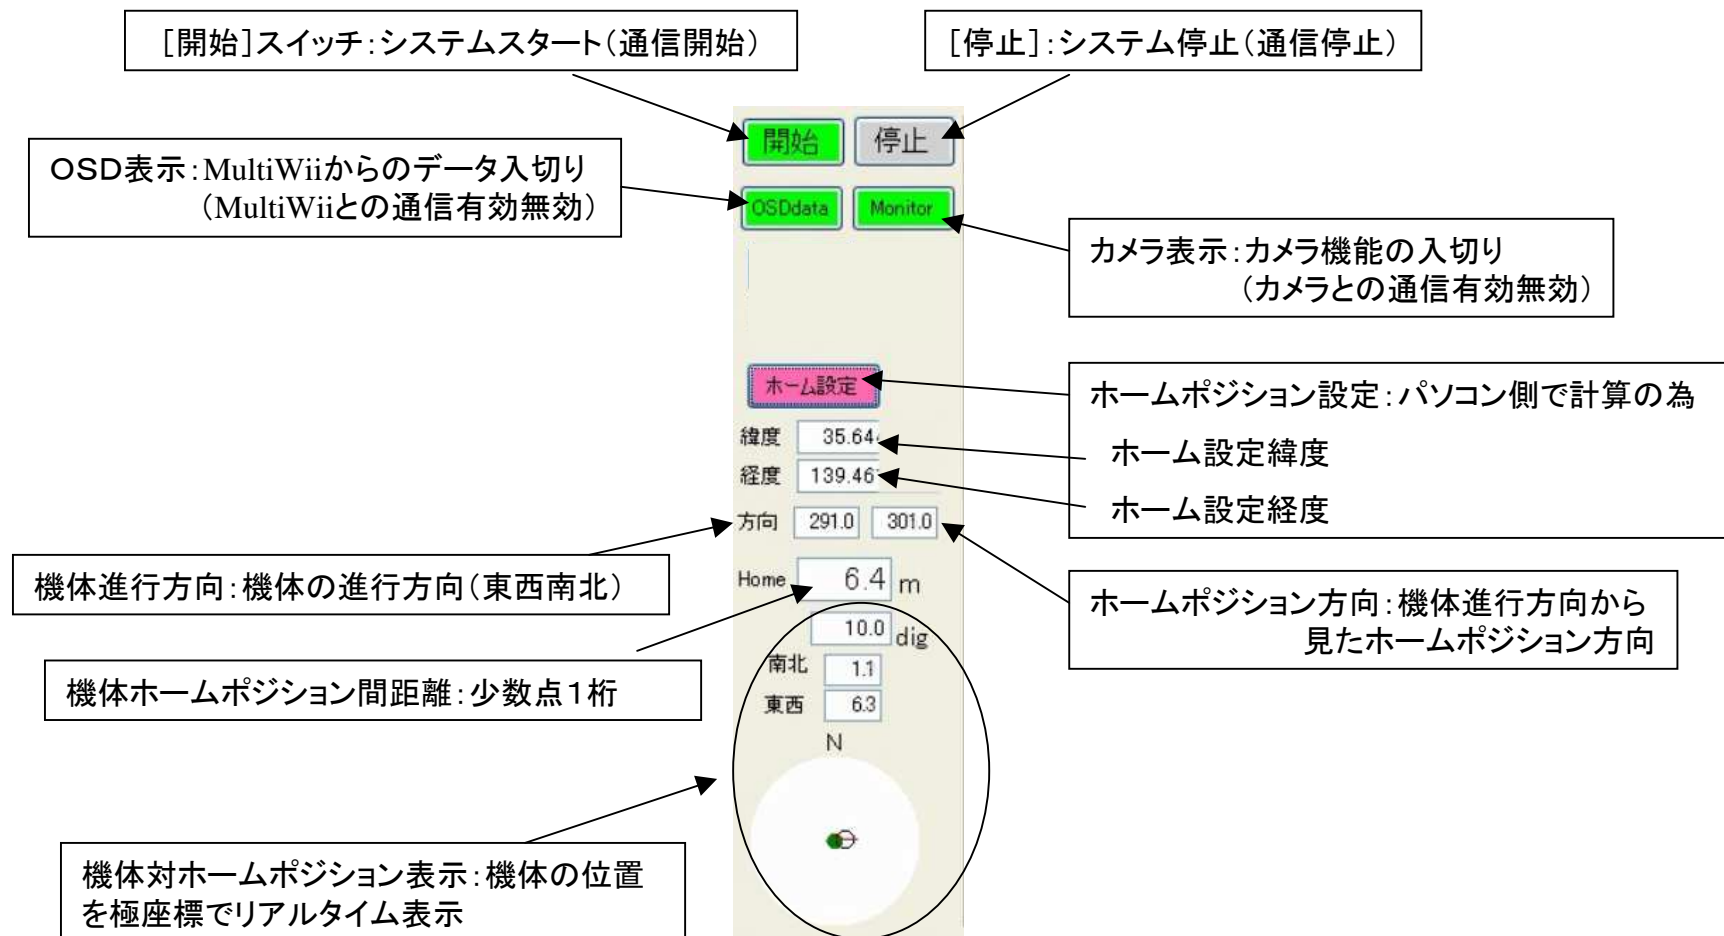 ［開始］スイッチ：システムスタート（通信開始）
［停止］：システム停止（通信停止）
開始
停止
OSD表示：MultiWiiからのデータ入切り
（MultiWiiとの通信有効無効）
OSDdata
Monitor
カメラ表示：カメラ機能の入切り
（カメラとの通信有効無効）
ホーム設定
ホームポジション設定：パソコン側で計算の為
ホーム設定緯度
ホーム設定経度
緯度 35.64
経度 139.46
方向 291.0 301.0
機体進行方向：機体の進行方向（東西南北）
Home 6.4 m
ホームポジション方向：機体進行方向から
見たホームポジション方向
10.0 dig
機体ホームポジション間距離：少数点１桁
南北 1.1
東西 6.3
N
機体対ホームポジション表示：機体の位置
を極座標でリアルタイム表示